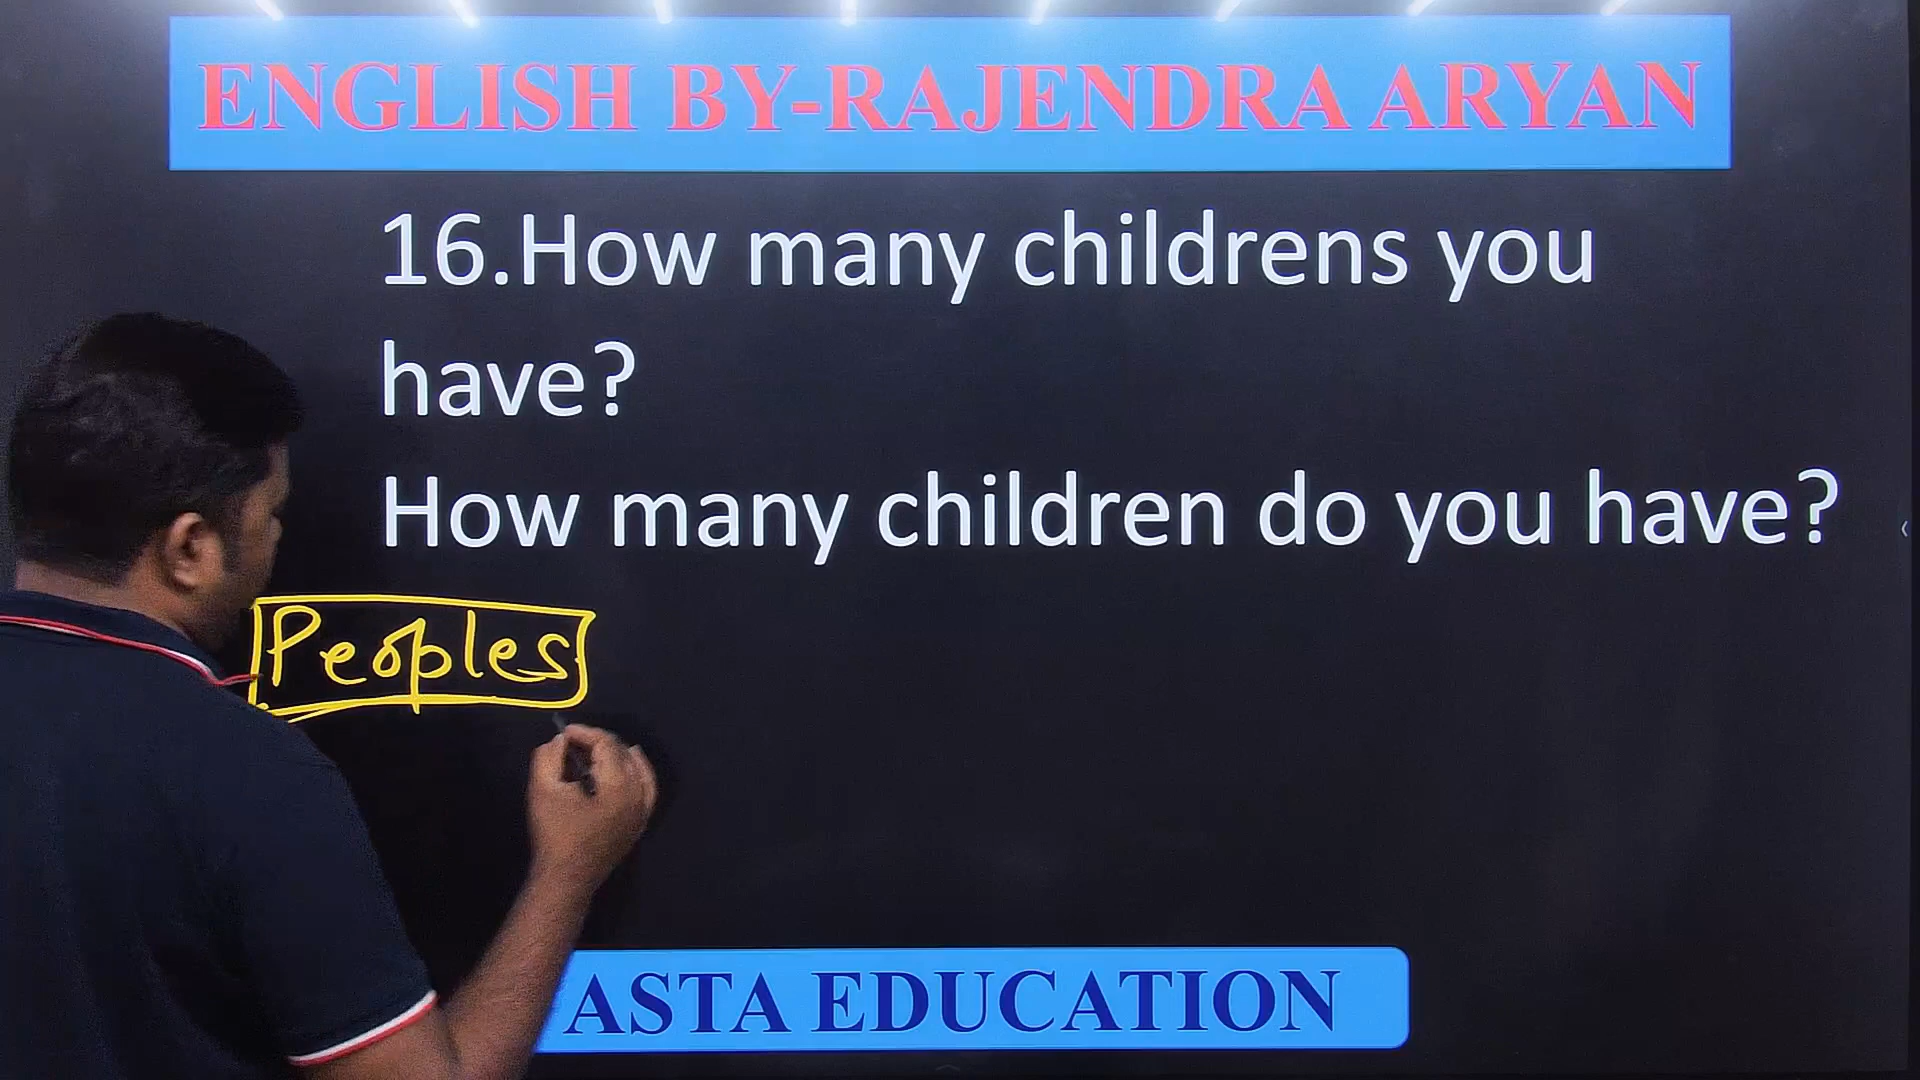 ENGLISH BY-RAJENDRA ARYAN
16.How many childrens you
have?
How many children do you have?
Peoples
ASTA EDUCATION